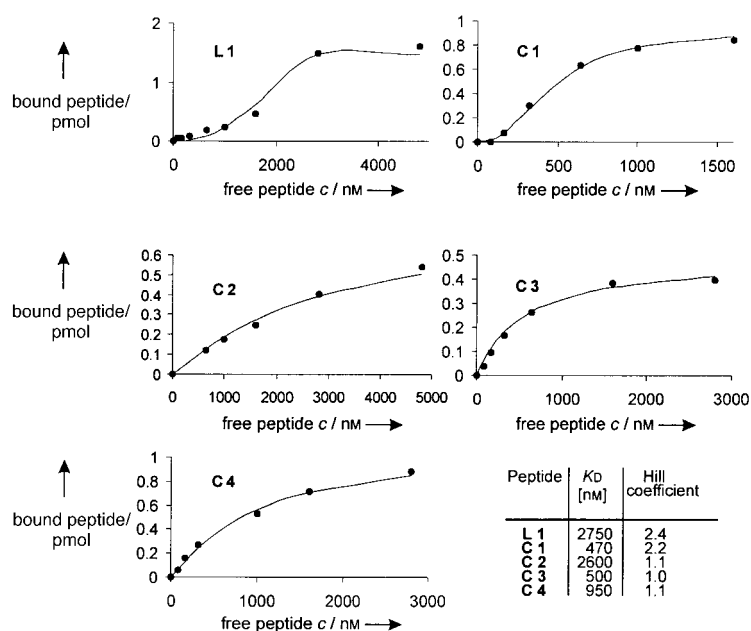 L 1
2
1
0
0
2000
4000
bound peptide/
pmol
free peptide c / nM
C 1
1
0.8
0.6
0.4
0.2
0
0
500
1000
1500
free peptide c / nM
C 2
0.6
0.5
0.4
0.3
0.2
0.1
0
0
1000
2000
3000
4000
5000
bound peptide/
pmol
free peptide c / nM
C 3
0.5
0.4
0.3
0.2
0.1
0
0
1000
2000
3000
free peptide c / nM
C 4
1
0.8
0.6
0.4
0.2
0
0
1000
2000
3000
bound peptide/
pmol
free peptide c / nM
Peptide KD [nM] Hill coefficient
L 1 2750 2.4
C 1 470 2.2
C 2 2600 1.1
C 3 500 1.0
C 4 950 1.1